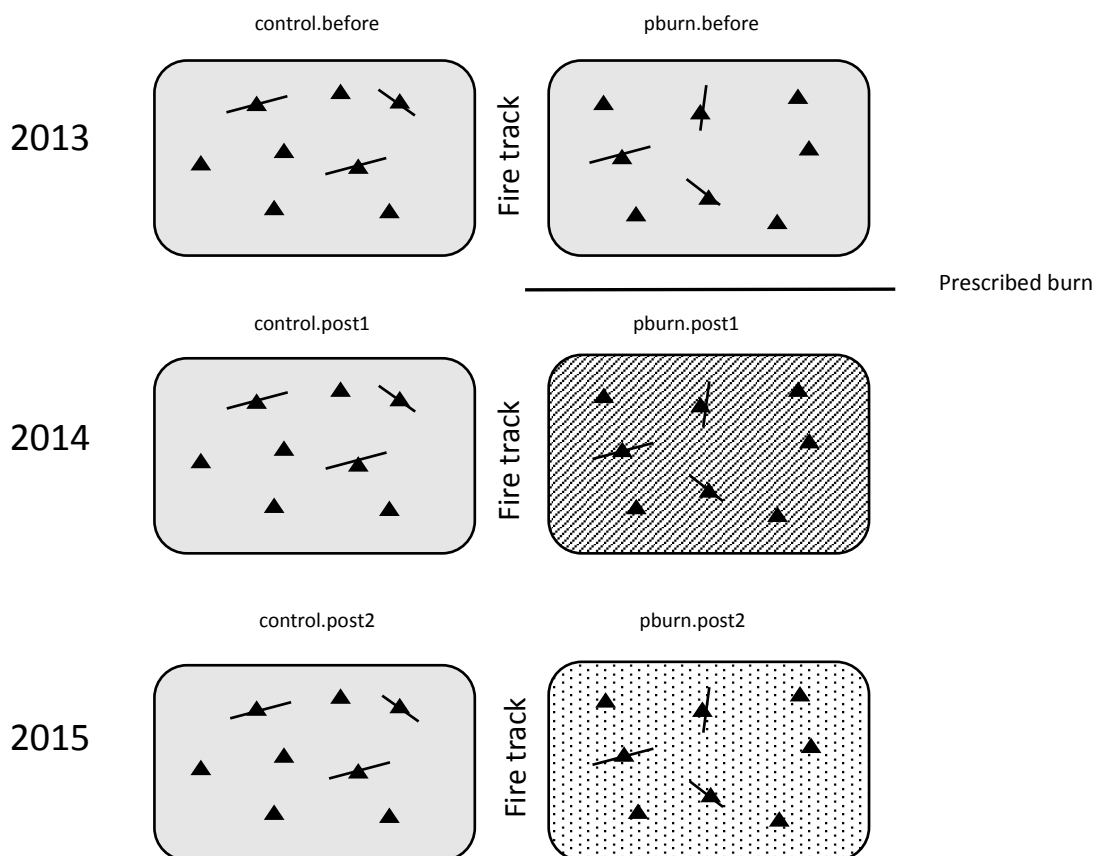 control.before
pburn.before
2013
Fire track
Prescribed burn
control.post1
pburn.post1
2014
Fire track
control.post2
pburn.post2
2015
Fire track